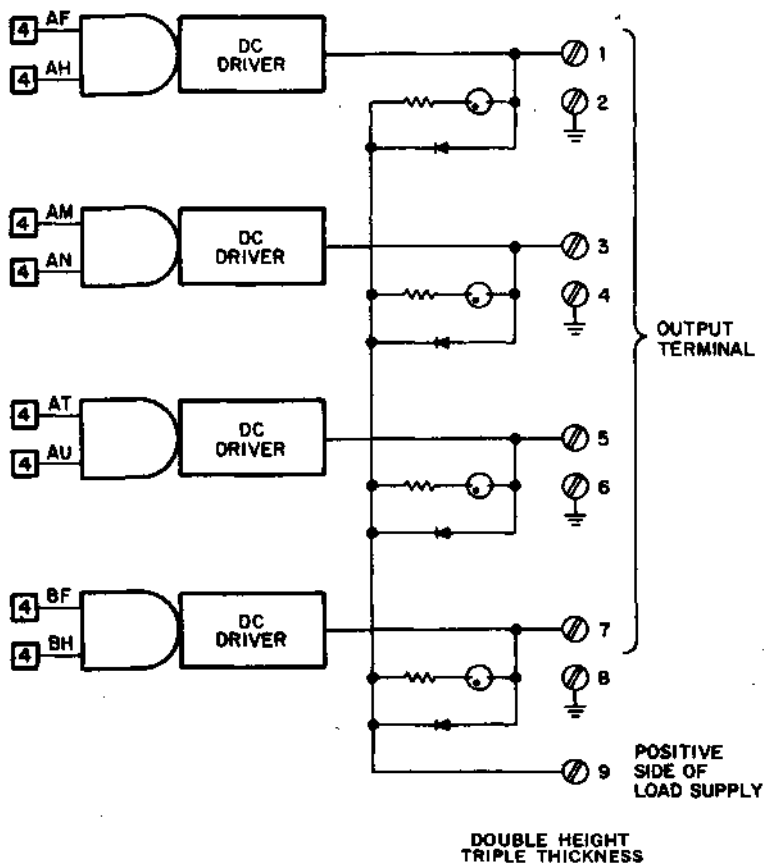 4 AF
4 AH
DC
DRIVER
1
2
4 AM
4 AN
DC
DRIVER
3
4
OUTPUT
TERMINAL
4 AT
4 AU
DC
DRIVER
5
6
4 BF
4 BH
DC
DRIVER
7
8
9
POSITIVE
SIDE OF
LOAD SUPPLY
DOUBLE HEIGHT
TRIPLE THICKNESS